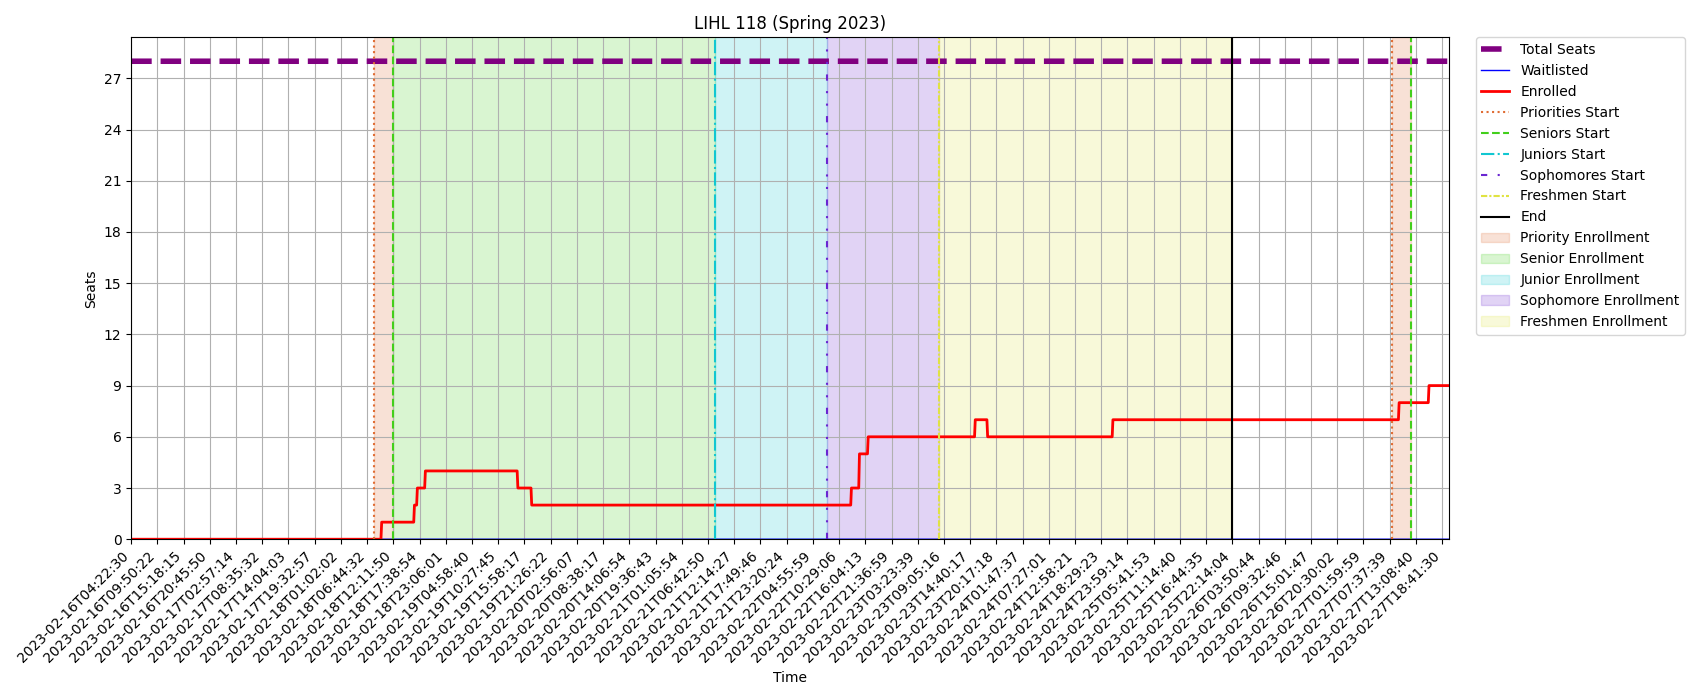 LIHL 118 (Spring 2023)
Seats
27
24
21
18
15
12
9
6
3
0
2023-02-16T04:22:30
2023-02-16T09:50:22
2023-02-16T15:18:15
2023-02-16T20:45:50
2023-02-17T02:57:14
2023-02-17T08:35:32
2023-02-17T14:04:03
2023-02-17T19:32:57
2023-02-18T01:02:02
2023-02-18T06:44:32
2023-02-18T12:11:50
2023-02-18T17:38:54
2023-02-18T23:06:01
2023-02-19T04:58:40
2023-02-19T10:27:45
2023-02-19T15:58:17
2023-02-19T21:26:22
2023-02-20T02:56:07
2023-02-20T08:38:17
2023-02-20T14:06:54
2023-02-20T19:36:43
2023-02-21T01:05:54
2023-02-21T06:42:50
2023-02-21T12:14:27
2023-02-21T17:49:46
2023-02-21T23:20:24
2023-02-22T04:55:59
2023-02-22T10:29:06
2023-02-22T16:04:13
2023-02-22T21:36:59
2023-02-23T03:23:39
2023-02-23T09:05:16
2023-02-23T14:40:17
2023-02-23T20:17:18
2023-02-24T01:47:37
2023-02-24T07:27:01
2023-02-24T12:58:21
2023-02-24T18:29:23
2023-02-24T23:59:14
2023-02-25T05:41:53
2023-02-25T11:14:40
2023-02-25T16:44:35
2023-02-25T22:14:04
2023-02-26T03:50:44
2023-02-26T09:32:46
2023-02-26T15:01:47
2023-02-26T20:30:02
2023-02-27T01:59:59
2023-02-27T07:37:39
2023-02-27T13:08:40
2023-02-27T18:41:30
Time
Total Seats
Waitlisted
Enrolled
Priorities Start
Seniors Start
Juniors Start
Sophomores Start
Freshmen Start
End
Priority Enrollment
Senior Enrollment
Junior Enrollment
Sophomore Enrollment
Freshmen Enrollment